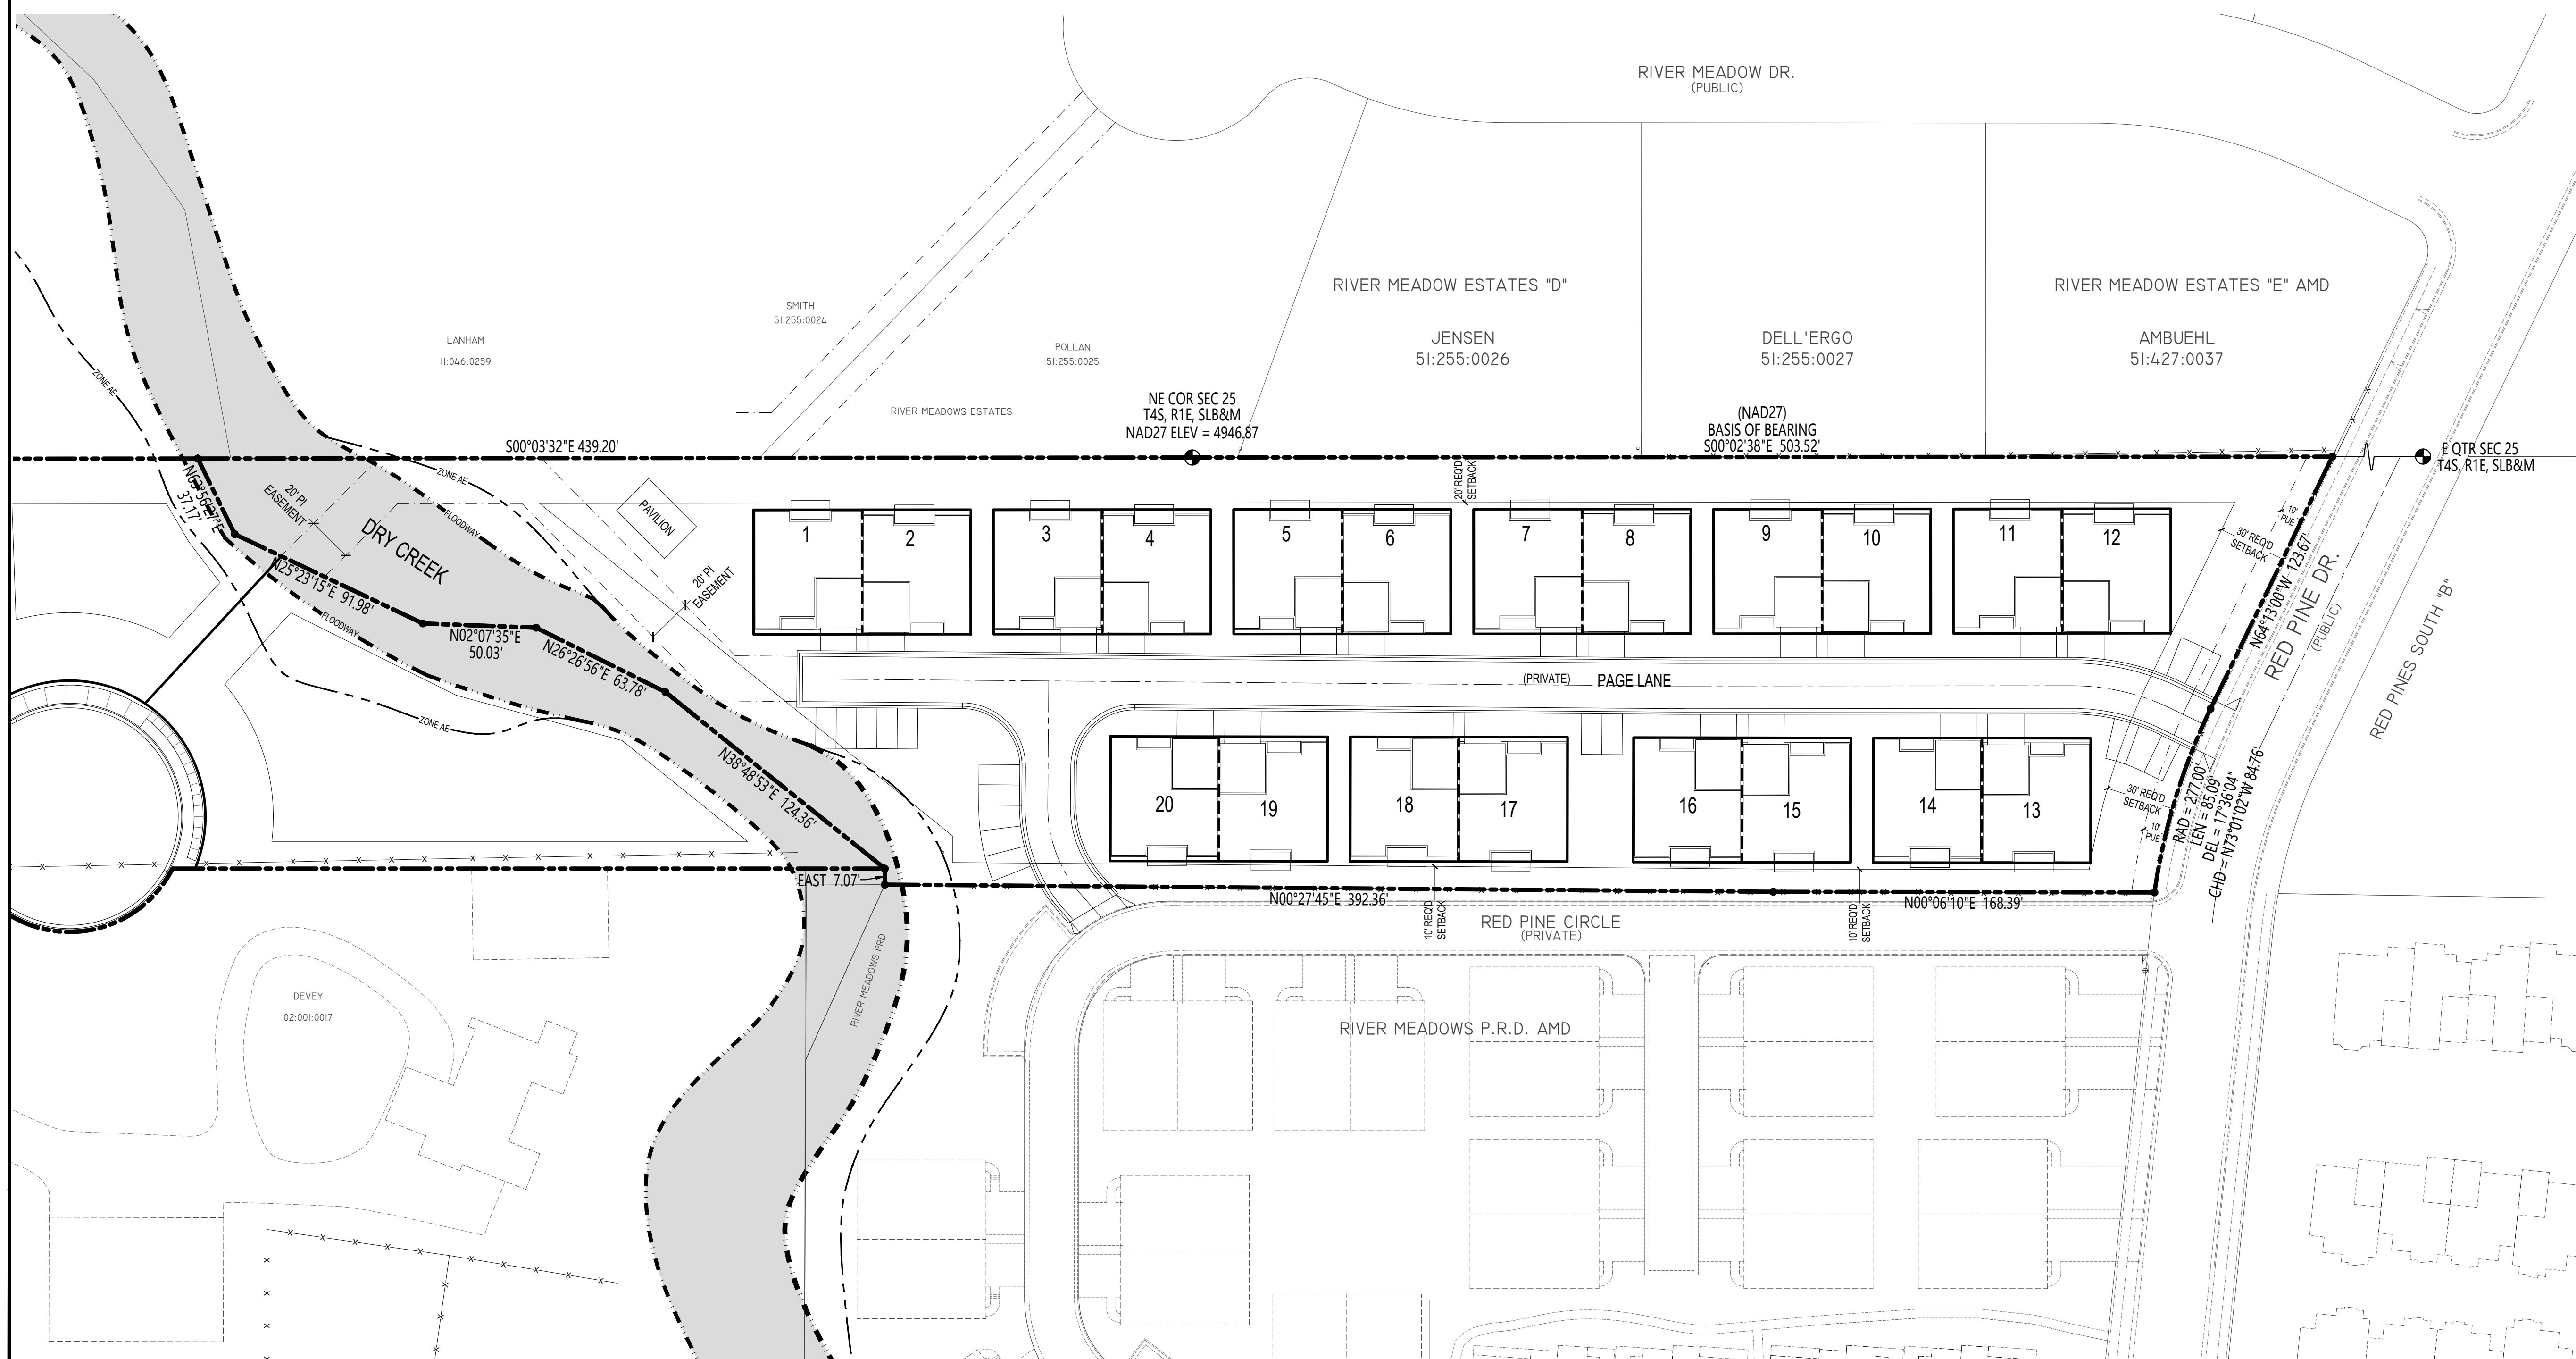 RIVER MEADOW DR.
(PUBLIC)
RIVER MEADOW ESTATES "D"
RIVER MEADOW ESTATES "E" AMD
SMITH
51:255:0024
LANHAM
11:046:0259
POLLAN
51:255:0025
JENSEN
51:255:0026
DELL'ERGO
51:255:0027
AMBUEHL
51:427:0037
ZONE AE
RIVER MEADOWS ESTATES
NE COR SEC 25
T4S, R1E, SLB&M
NAD27 ELEV = 4946.87
(NAD27)
BASIS OF BEARING
S00°02'38"E 503.52'
S00°03'32"E 439.20'
E QTR SEC 25
T4S, R1E, SLB&M
N63°56'27"E
37.17'
20' PI
EASEMENT
ZONE AE
FLOODWAY
DRY CREEK
PAVILION
20' REQ'D
SETBACK
1
2
3
4
5
6
7
8
9
10
11
12
10'
PUE
30' REQ'D
SETBACK
N64°13'00"W 123.67'
RED PINE DR.
(PUBLIC)
RED PINES SOUTH "B"
N25°23'15"E 91.98'
FLOODWAY
N02°07'35"E
50.03'
N26°26'56"E 63.78'
20' PI
EASEMENT
(PRIVATE)
PAGE LANE
ZONE AE
N38°48'53"E 124.36'
20
19
18
17
16
15
14
13
30' REQ'D
SETBACK
10'
PUE
RAD = 277.00'
LEN = 85.09'
DEL = 17°36'04"
CHD = N73°01'02"W 84.76'
EAST 7.07'
N00°27'45"E 392.36'
N00°06'10"E 168.39'
10' REQ'D
SETBACK
10' REQ'D
SETBACK
RED PINE CIRCLE
(PRIVATE)
RIVER MEADOWS PRD
DEVEY
02:001:0017
RIVER MEADOWS P.R.D. AMD